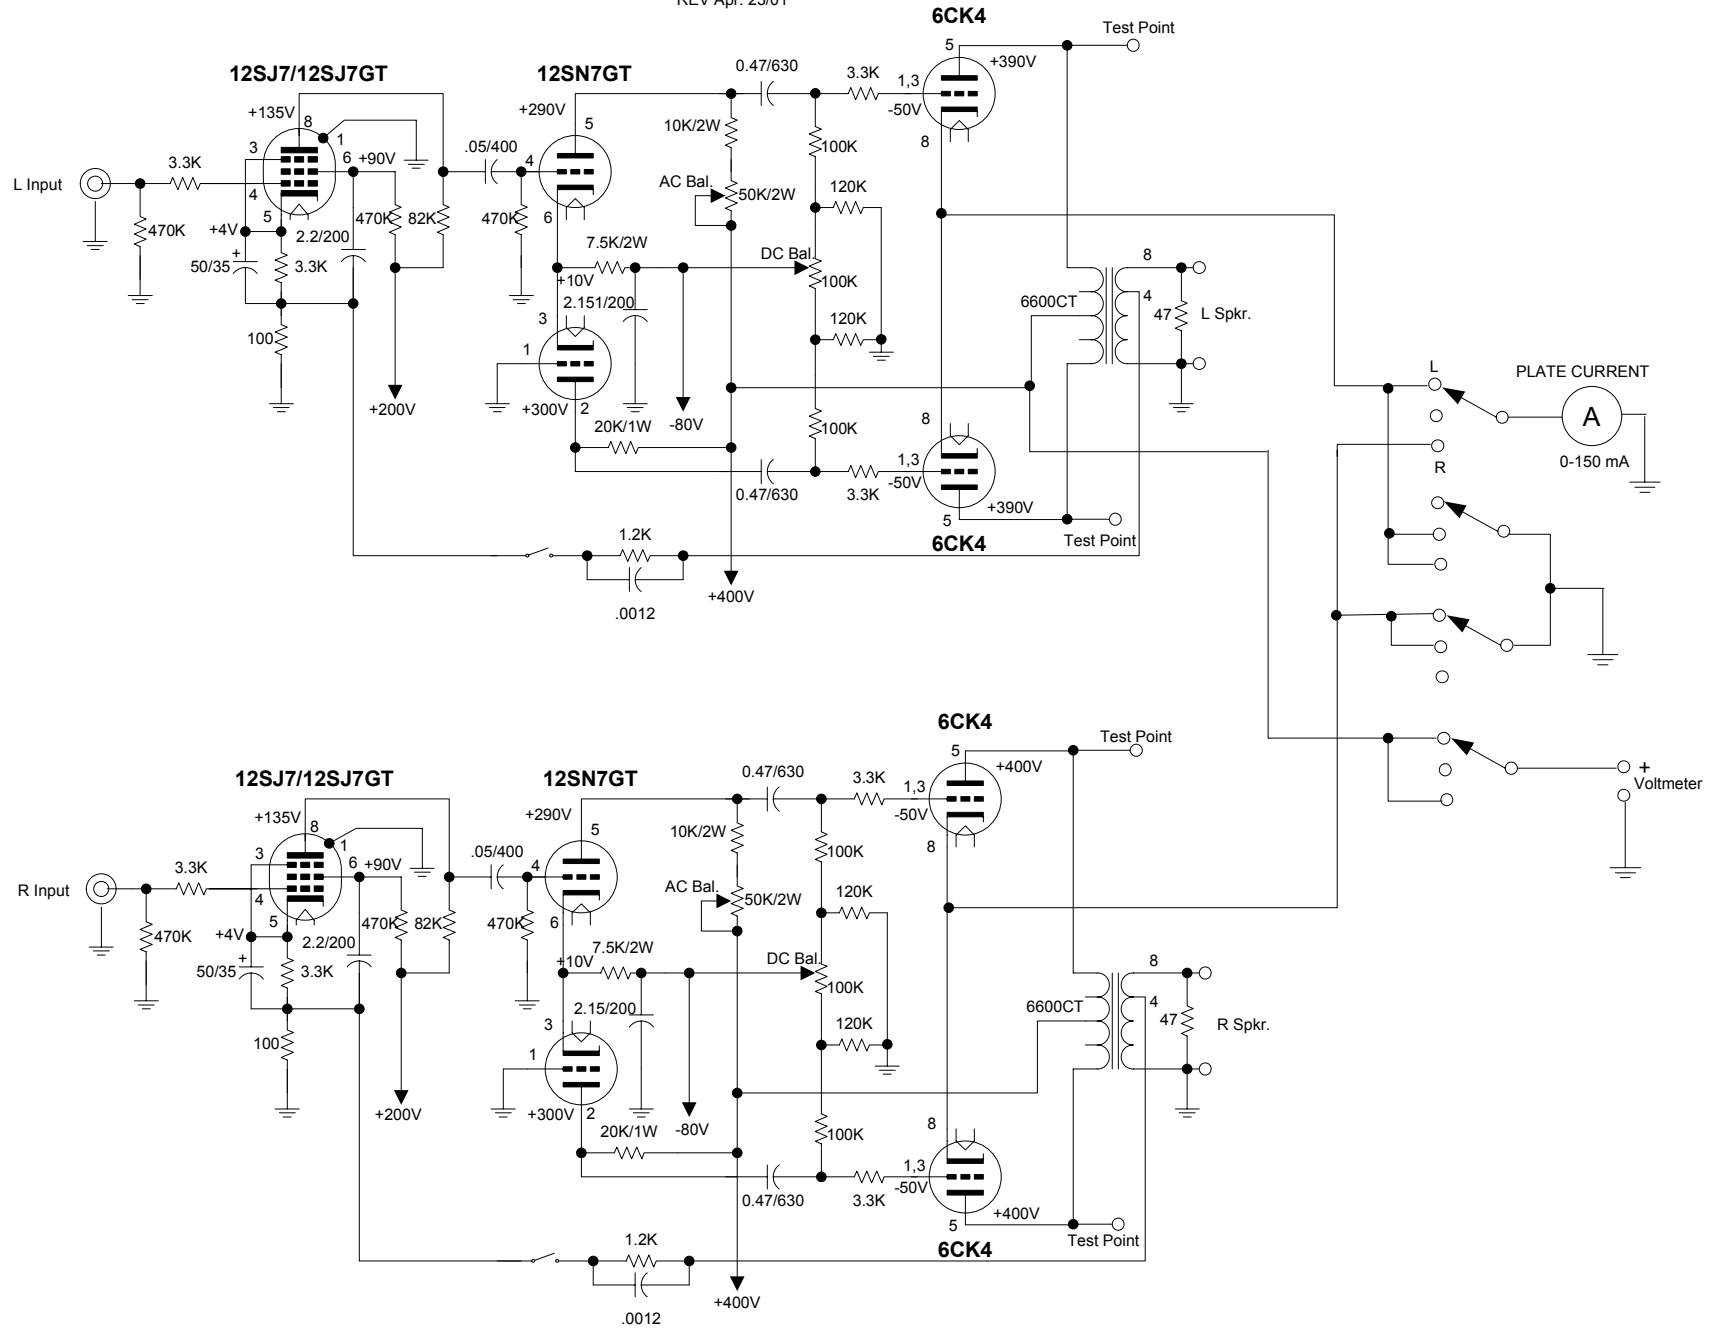 REV Apr. 23/01
6CK4
Test Point
5
+390V
12SJ7/12SJ7GT
12SN7GT
0.47/630
3.3K
1,3
-50V
+135V
8
1
+290V
5
10K/2W
8
3
6
+90V
.05/400
4
100K
L Input
3.3K
4
AC Bal.
50K/2W
120K
5
470K
82K
470K
6
470K
+4V
2.2/200
7.5K/2W
DC Bal.
8
+
50/35
3.3K
+10V
100K
4
2.151/200
6600CT
47
L Spkr.
3
120K
100
1
L
PLATE CURRENT
+200V
+300V
2
-80V
8
A
20K/1W
100K
1,3
R
0-150 mA
-50V
0.47/630
3.3K
+390V
5
1.2K
6CK4
Test Point
+400V
.0012
6CK4
Test Point
5
+400V
12SJ7/12SJ7GT
12SN7GT
0.47/630
3.3K
1,3
-50V
+
Voltmeter
+135V
8
1
+290V
5
10K/2W
8
3
6
+90V
.05/400
4
100K
R Input
3.3K
4
AC Bal.
50K/2W
120K
5
470K
82K
470K
6
470K
+4V
2.2/200
7.5K/2W
DC Bal.
8
+
50/35
3.3K
+10V
100K
4
2.15/200
6600CT
47
R Spkr.
3
120K
100
1
+200V
+300V
2
-80V
8
20K/1W
100K
1,3
-50V
0.47/630
3.3K
+400V
5
1.2K
6CK4
Test Point
+400V
.0012